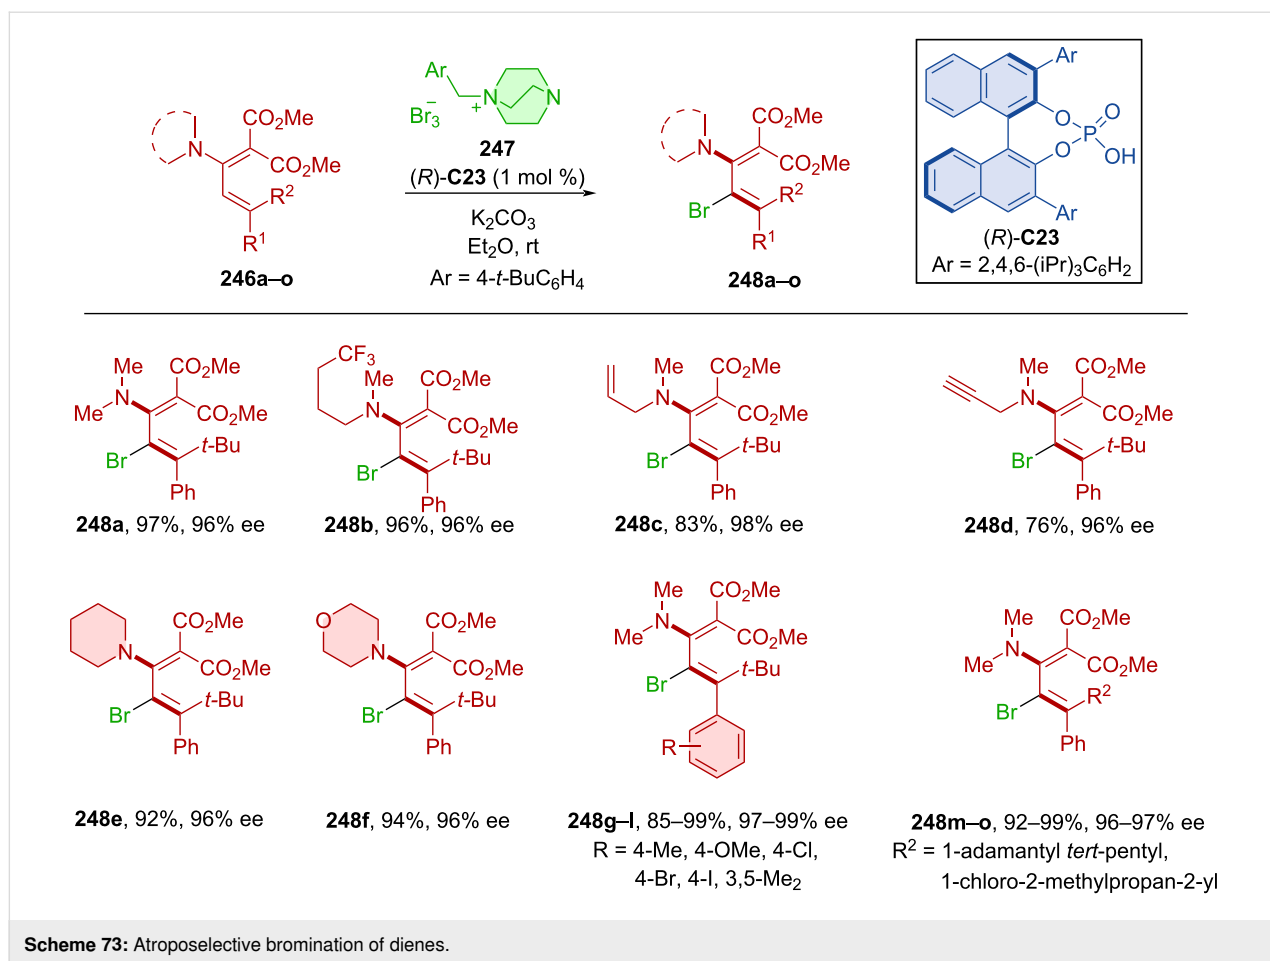 Ar
N
+
N
Br3
−
247
(R)-C23 (1 mol %)
K2CO3
Et2O, rt
Ar = 4-t-BuC6H4
N
CO2Me
CO2Me
R2
R1
246a–o
N
CO2Me
CO2Me
Br
R2
R1
248a–o
Ar
O
O
P
O
OH
Ar
(R)-C23
Ar = 2,4,6-(iPr)3C6H2
Me
N
Me
CO2Me
CO2Me
Br
t-Bu
Ph
248a, 97%, 96% ee
CF3
Me
N
CO2Me
CO2Me
Br
t-Bu
Ph
248b, 96%, 96% ee
Me
N
CO2Me
CO2Me
Br
t-Bu
Ph
248c, 83%, 98% ee
Me
N
CO2Me
CO2Me
Br
t-Bu
Ph
248d, 76%, 96% ee
N
CO2Me
CO2Me
Br
t-Bu
Ph
248e, 92%, 96% ee
O
N
CO2Me
CO2Me
Br
t-Bu
Ph
248f, 94%, 96% ee
Me
N
Me
CO2Me
CO2Me
Br
t-Bu
R
248g–l, 85–99%, 97–99% ee
R = 4-Me, 4-OMe, 4-Cl,
4-Br, 4-I, 3,5-Me2
Me
N
Me
CO2Me
CO2Me
Br
R2
Ph
248m–o, 92–99%, 96–97% ee
R2 = 1-adamantyl tert-pentyl,
1-chloro-2-methylpropan-2-yl
Scheme 73: Atroposelective bromination of dienes.